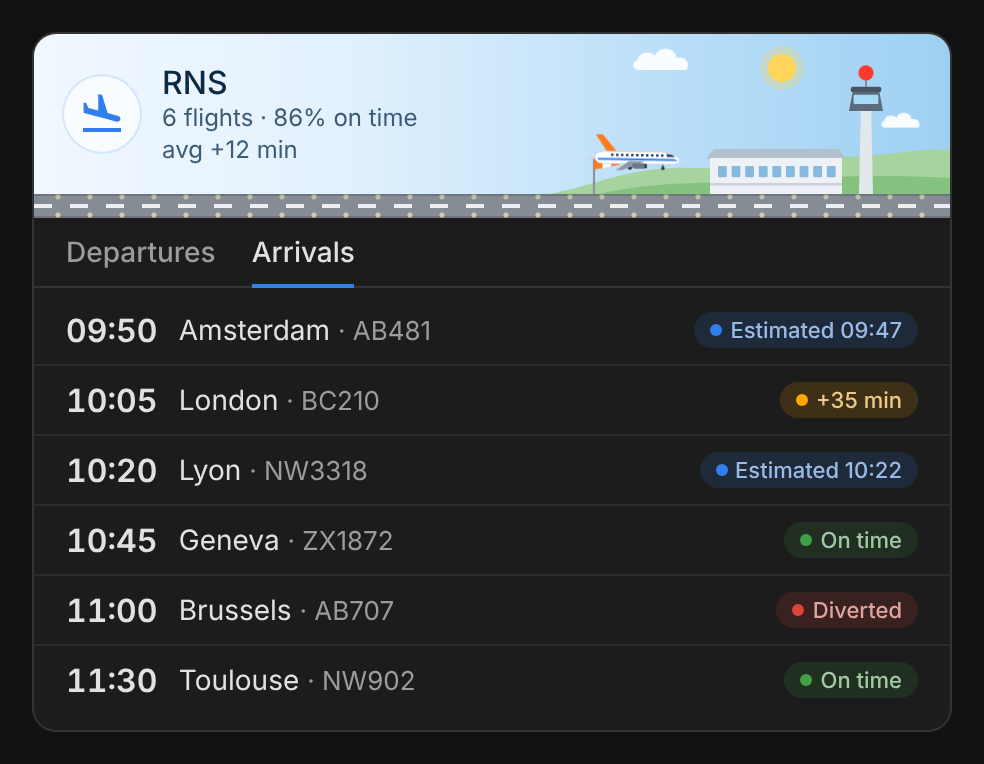 RNS
6 flights · 86% on time
avg +12 min
Departures Arrivals
09:50 Amsterdam · AB481 Estimated 09:47
10:05 London · BC210 +35 min
10:20 Lyon · NW3318 Estimated 10:22
10:45 Geneva · ZX1872 On time
11:00 Brussels · AB707 Diverted
11:30 Toulouse · NW902 On time